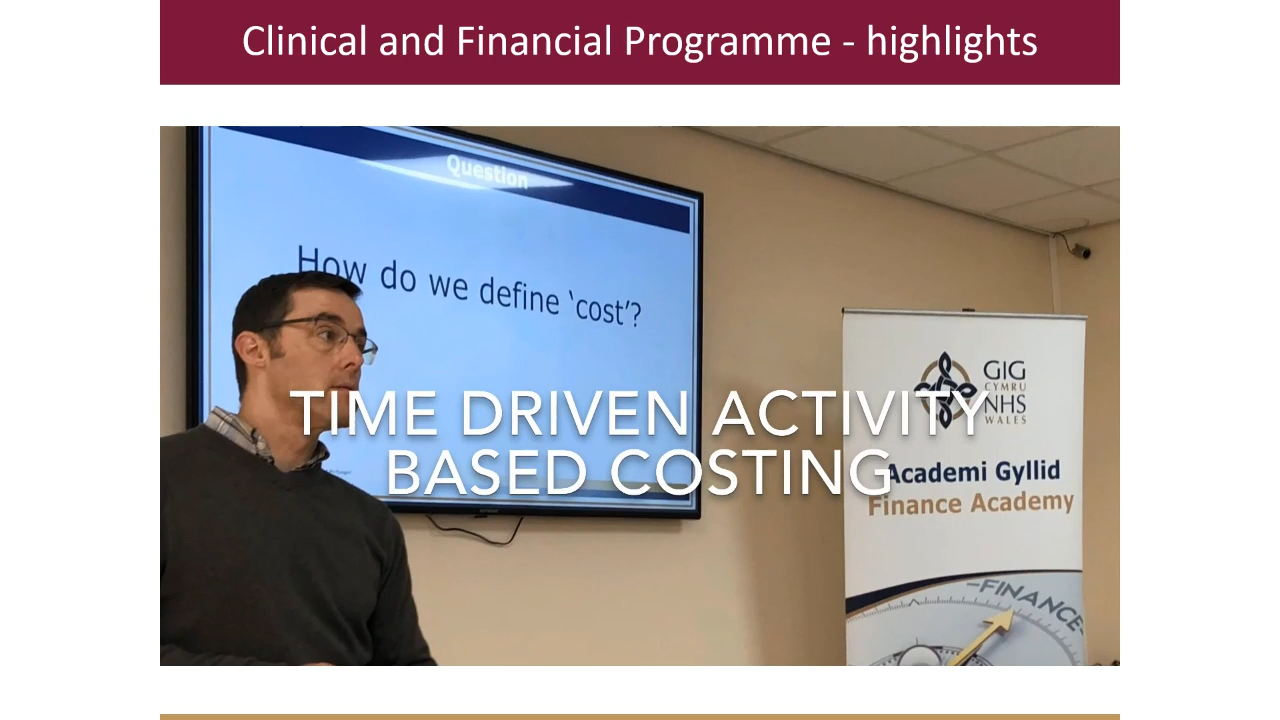 Clinical and Financial Programme - highlights
Question
How do we define ‘cost’?
TIME DRIVEN ACTIVITY
BASED COSTING
GIG
CYMRU
NHS
WALES
Academi Gyllid
Finance Academy
FINANCE